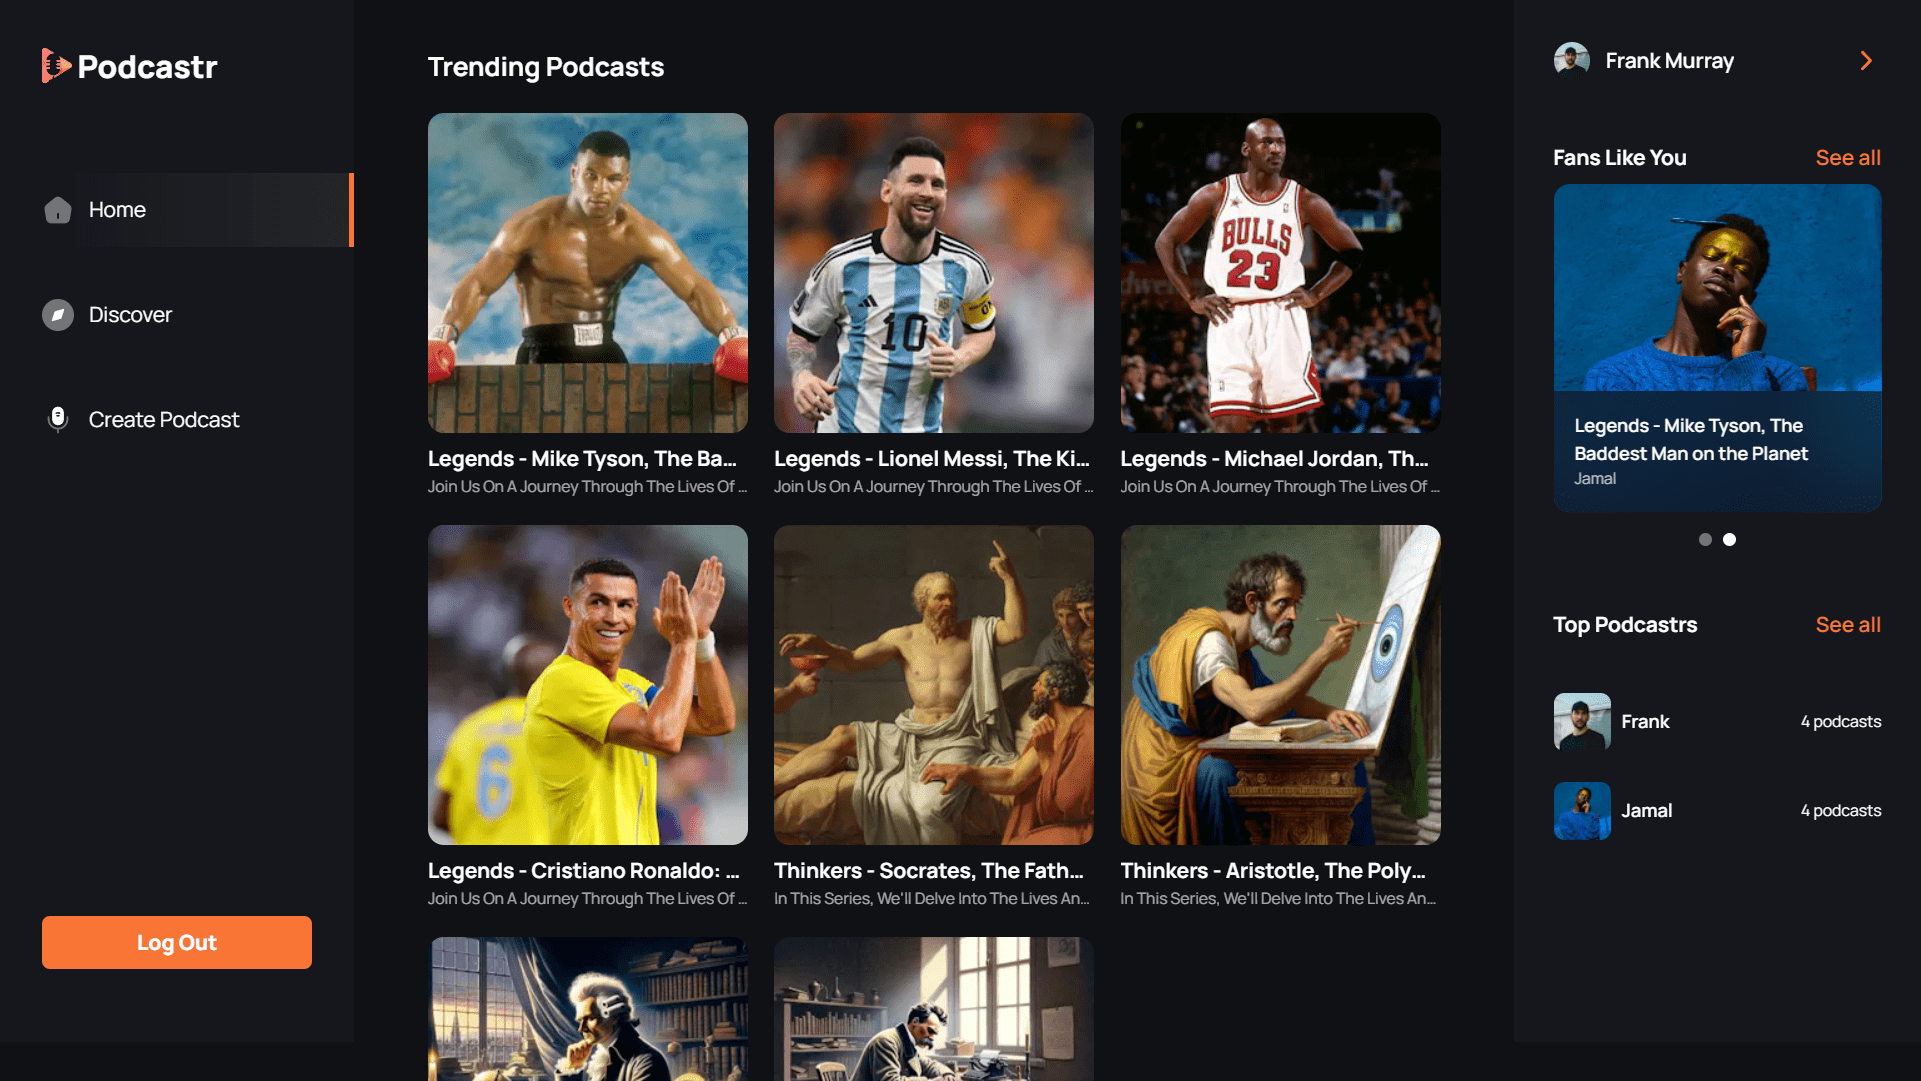 Podcastr
Home
Discover
Create Podcast
Log Out
Trending Podcasts
BULLS
23
10
Legends - Mike Tyson, The Ba...
Join Us On A Journey Through The Lives Of ...
Legends - Lionel Messi, The Ki...
Join Us On A Journey Through The Lives Of ...
Legends - Michael Jordan, Th...
Join Us On A Journey Through The Lives Of ...
6
Legends - Cristiano Ronaldo: ...
Join Us On A Journey Through The Lives Of ...
Thinkers - Socrates, The Fath...
In This Series, We'll Delve Into The Lives An...
Thinkers - Aristotle, The Poly...
In This Series, We'll Delve Into The Lives An...
Frank Murray
Fans Like You
See all
Legends - Mike Tyson, The
Baddest Man on the Planet
Jamal
Top Podcastrs
See all
Frank
4 podcasts
Jamal
4 podcasts